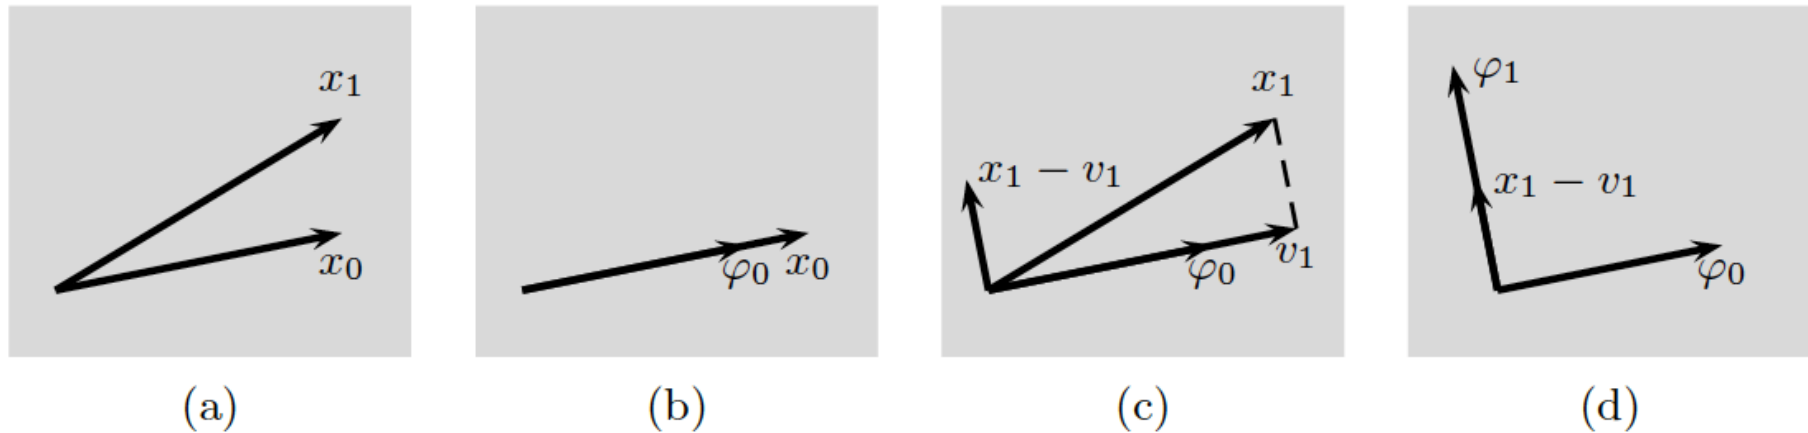 x₁
x₀
(a)
φ₀ x₀
(b)
x₁
x₁ − v₁
φ₀ v₁
(c)
φ₁
x₁ − v₁
φ₀
(d)